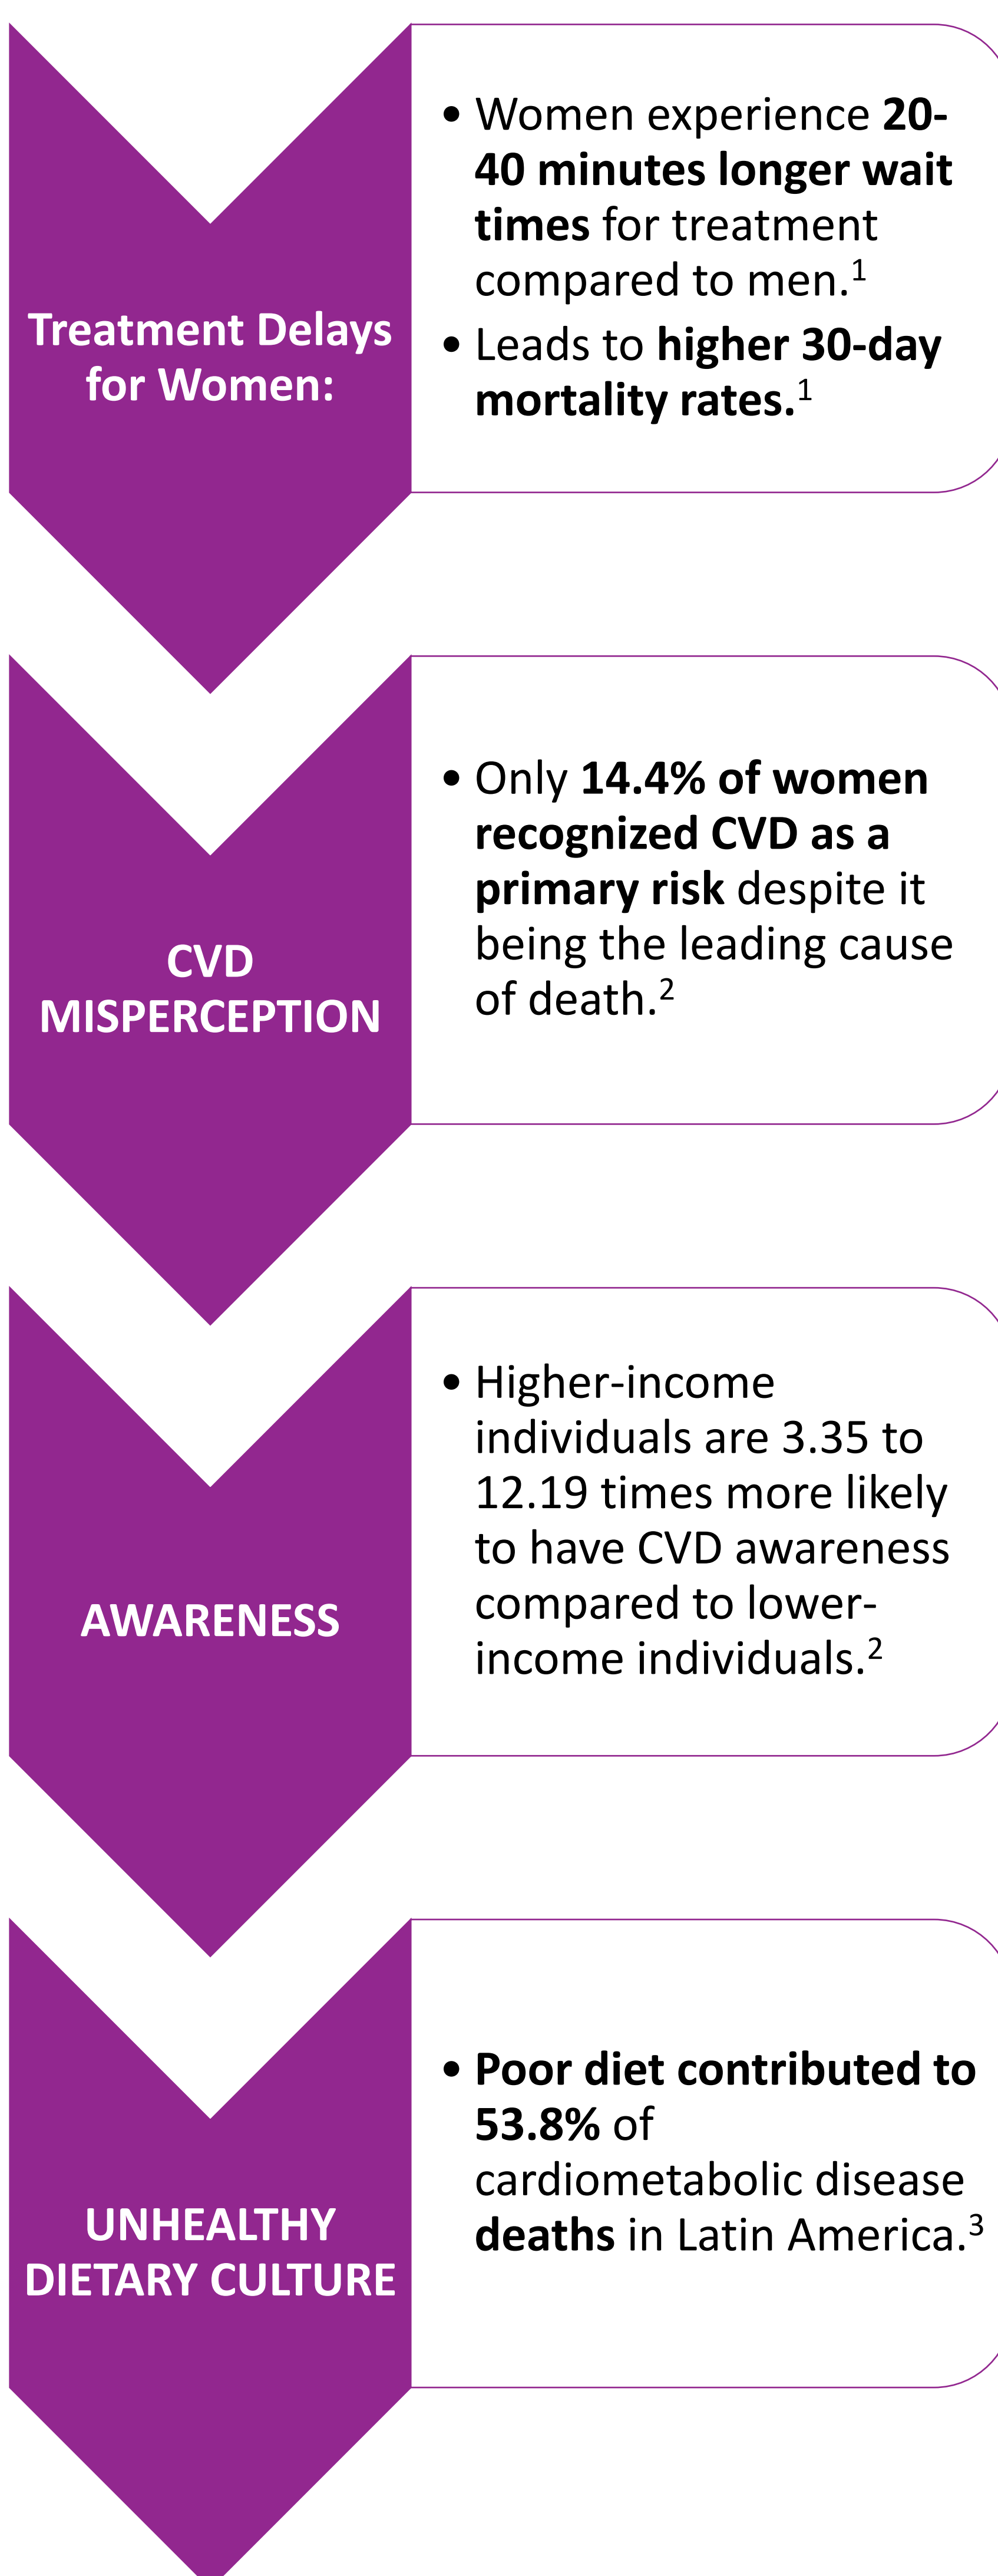 Treatment Delays
for Women:
• Women experience 20-
40 minutes longer wait
times for treatment
compared to men.¹
• Leads to higher 30-day
mortality rates.¹
CVD
MISPERCEPTION
• Only 14.4% of women
recognized CVD as a
primary risk despite it
being the leading cause
of death.²
AWARENESS
• Higher-income
individuals are 3.35 to
12.19 times more likely
to have CVD awareness
compared to lower-
income individuals.²
UNHEALTHY
DIETARY CULTURE
• Poor diet contributed to
53.8% of
cardiometabolic disease
deaths in Latin America.³